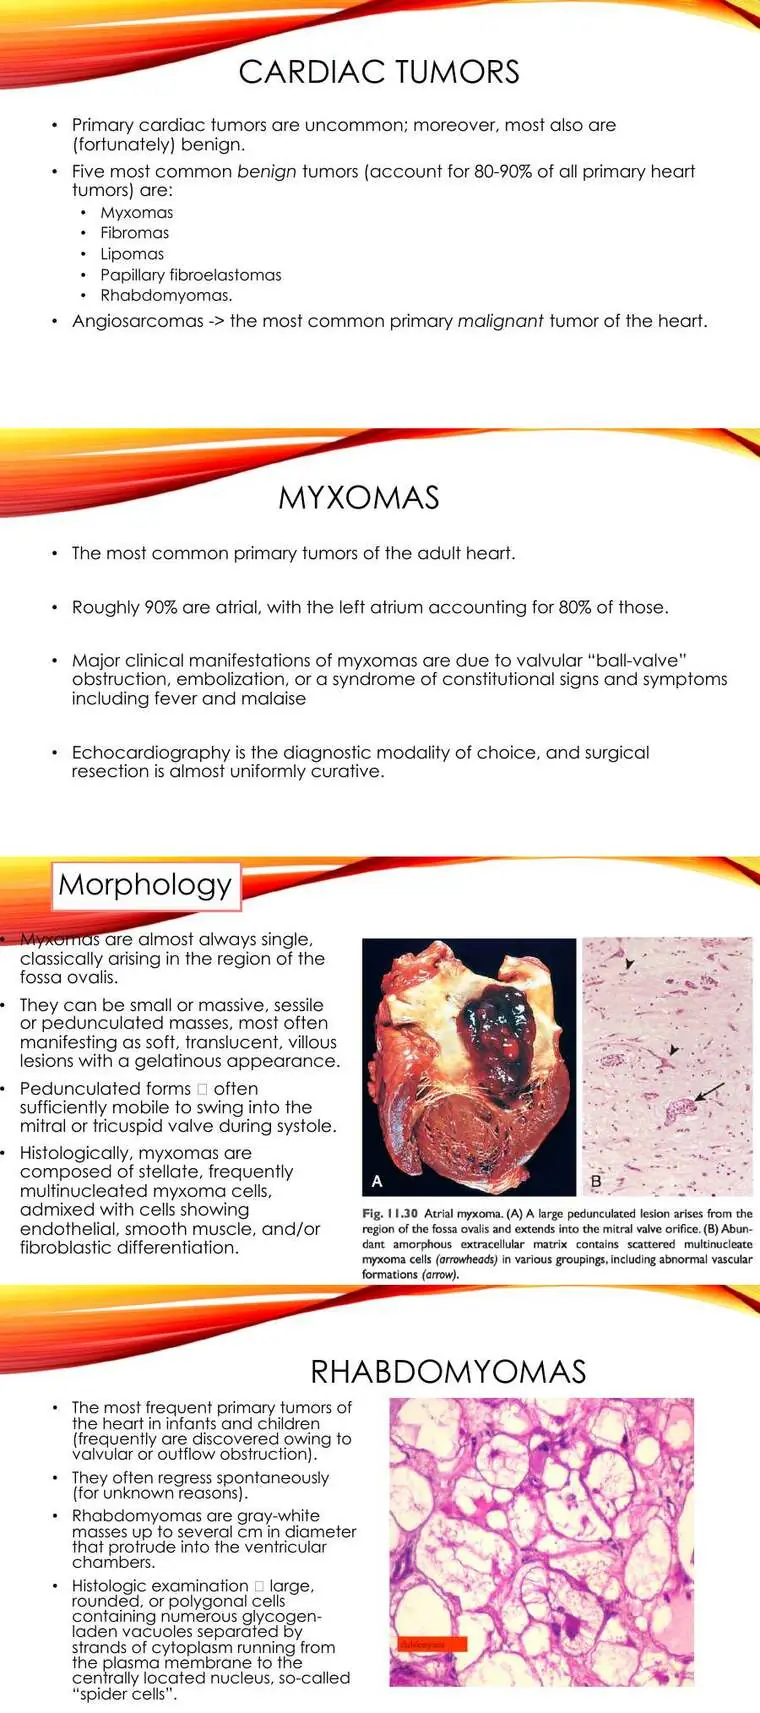 CARDIAC TUMORS
• Primary cardiac tumors are uncommon; moreover, most also are
(fortunately) benign.
• Five most common benign tumors (account for 80-90% of all primary heart
tumors) are:
• Myxomas
• Fibromas
• Lipomas
• Papillary fibroelastomas
• Rhabdomyomas.
• Angiosarcomas -> the most common primary malignant tumor of the heart.
MYXOMAS
• The most common primary tumors of the adult heart.
• Roughly 90% are atrial, with the left atrium accounting for 80% of those.
• Major clinical manifestations of myxomas are due to valvular “ball-valve”
obstruction, embolization, or a syndrome of constitutional signs and symptoms
including fever and malaise
• Echocardiography is the diagnostic modality of choice, and surgical
resection is almost uniformly curative.
Morphology
• Myxomas are almost always single,
classically arising in the region of the
fossa ovalis.
• They can be small or massive, sessile
or pedunculated masses, most often
manifesting as soft, translucent, villous
lesions with a gelatinous appearance.
• Pedunculated forms □ often
sufficiently mobile to swing into the
mitral or tricuspid valve during systole.
• Histologically, myxomas are
composed of stellate, frequently
multinucleated myxoma cells,
admixed with cells showing
endothelial, smooth muscle, and/or
fibroblastic differentiation.
A
B
Fig. 11.30 Atrial myxoma. (A) A large pedunculated lesion arises from the
region of the fossa ovalis and extends into the mitral valve orifice. (B) Abun-
dant amorphous extracellular matrix contains scattered multinucleate
myxoma cells (arrowheads) in various groupings, including abnormal vascular
formations (arrow).
RHABDOMYOMAS
• The most frequent primary tumors of
the heart in infants and children
(frequently are discovered owing to
valvular or outflow obstruction).
• They often regress spontaneously
(for unknown reasons).
• Rhabdomyomas are gray-white
masses up to several cm in diameter
that protrude into the ventricular
chambers.
• Histologic examination □ large,
rounded, or polygonal cells
containing numerous glycogen-
laden vacuoles separated by
strands of cytoplasm running from
the plasma membrane to the
centrally located nucleus, so-called
“spider cells”.